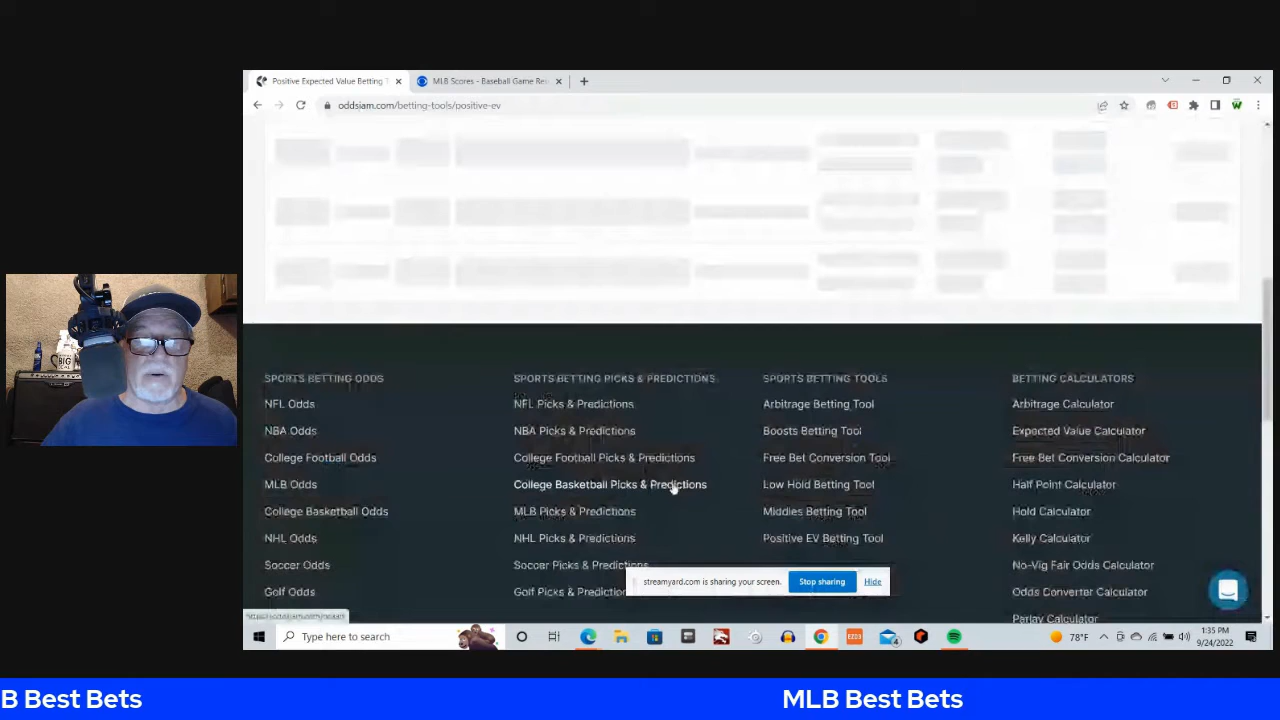 Positive Expected Value Betting T
MLB Scores - Baseball Game Res
oddsjam.com/betting-tools/positive-ev
SPORTS BETTING ODDS
NFL Odds
NBA Odds
College Football Odds
MLB Odds
College Basketball Odds
NHL Odds
Soccer Odds
Golf Odds
SPORTS BETTING PICKS & PREDICTIONS
NFL Picks & Predictions
NBA Picks & Predictions
College Football Picks & Predictions
College Basketball Picks & Predictions
MLB Picks & Predictions
NHL Picks & Predictions
Soccer Picks & Predictions
Golf Picks & Prediction
SPORTS BETTING TOOLS
Arbitrage Betting Tool
Boosts Betting Tool
Free Bet Conversion Tool
Low Hold Betting Tool
Middles Betting Tool
Positive EV Betting Tool
BETTING CALCULATORS
Arbitrage Calculator
Expected Value Calculator
Free Bet Conversion Calculator
Half Point Calculator
Hold Calculator
Kelly Calculator
No-Vig Fair Odds Calculator
Odds Converter Calculator
Parlay Calculator
streamyard.com is sharing your screen.
Stop sharing
Hide
Type here to search
EZD3
4
78°F
1:35 PM
9/24/2022
BIG
B Best Bets
MLB Best Bets